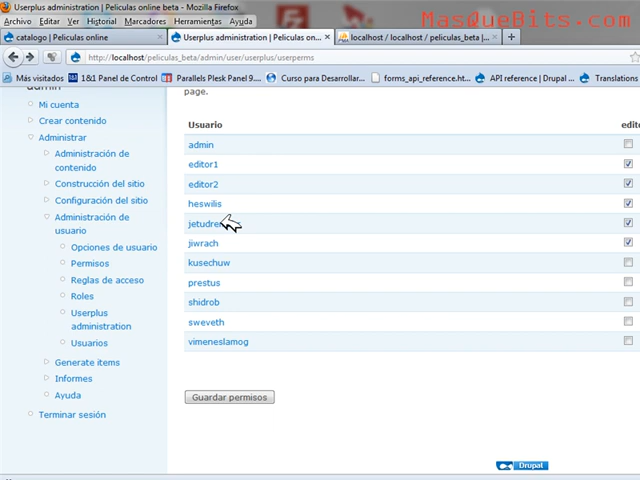 Userplus administration | Peliculas online beta - Mozilla Firefox
MasQueBits.com
Archivo Editar Ver Historial Marcadores Herramientas Ayuda
catalogo | Peliculas online
Userplus administration | Peliculas on...
localhost / localhost / peliculas_beta |...
http://localhost/peliculas_beta/admin/user/userplus/userperms
Más visitados
1&1 Panel de Control
Parallels Plesk Panel 9....
Curso para Desarrollar...
forms_api_reference.ht...
API reference | Drupal ...
Translations
admin
Mi cuenta
Crear contenido
Administrar
Administración de
contenido
Construcción del sitio
Configuración del sitio
Administración de
usuario
Opciones de usuario
Permisos
Reglas de acceso
Roles
Userplus
administration
Usuarios
Generate items
Informes
Ayuda
Terminar sesión
page.
Usuario edito
admin
editor1
editor2
heswilis
jiwrach
kusechuw
prestus
shidrob
sweveth
vimeneslamog
Guardar permisos
Drupal